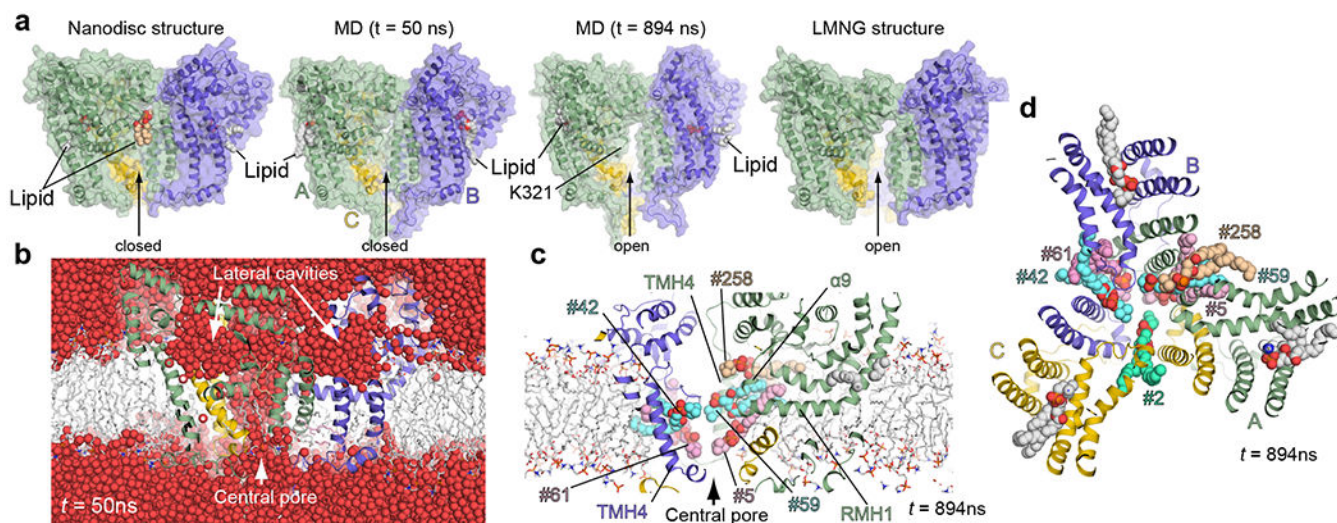 a
Nanodisc structure
MD (t = 50 ns)
MD (t = 894 ns)
LMNG structure
Lipid
Lipid
Lipid
Lipid
Lipid
K321
A
C
B
closed
closed
open
open
b
Lateral cavities
Central pore
t = 50ns
c
#258
TMH4
α9
#42
#61
TMH4
#5
Central pore
#59
RMH1
t = 894ns
d
B
#61
#42
#258
#59
#5
C
#2
A
t = 894ns